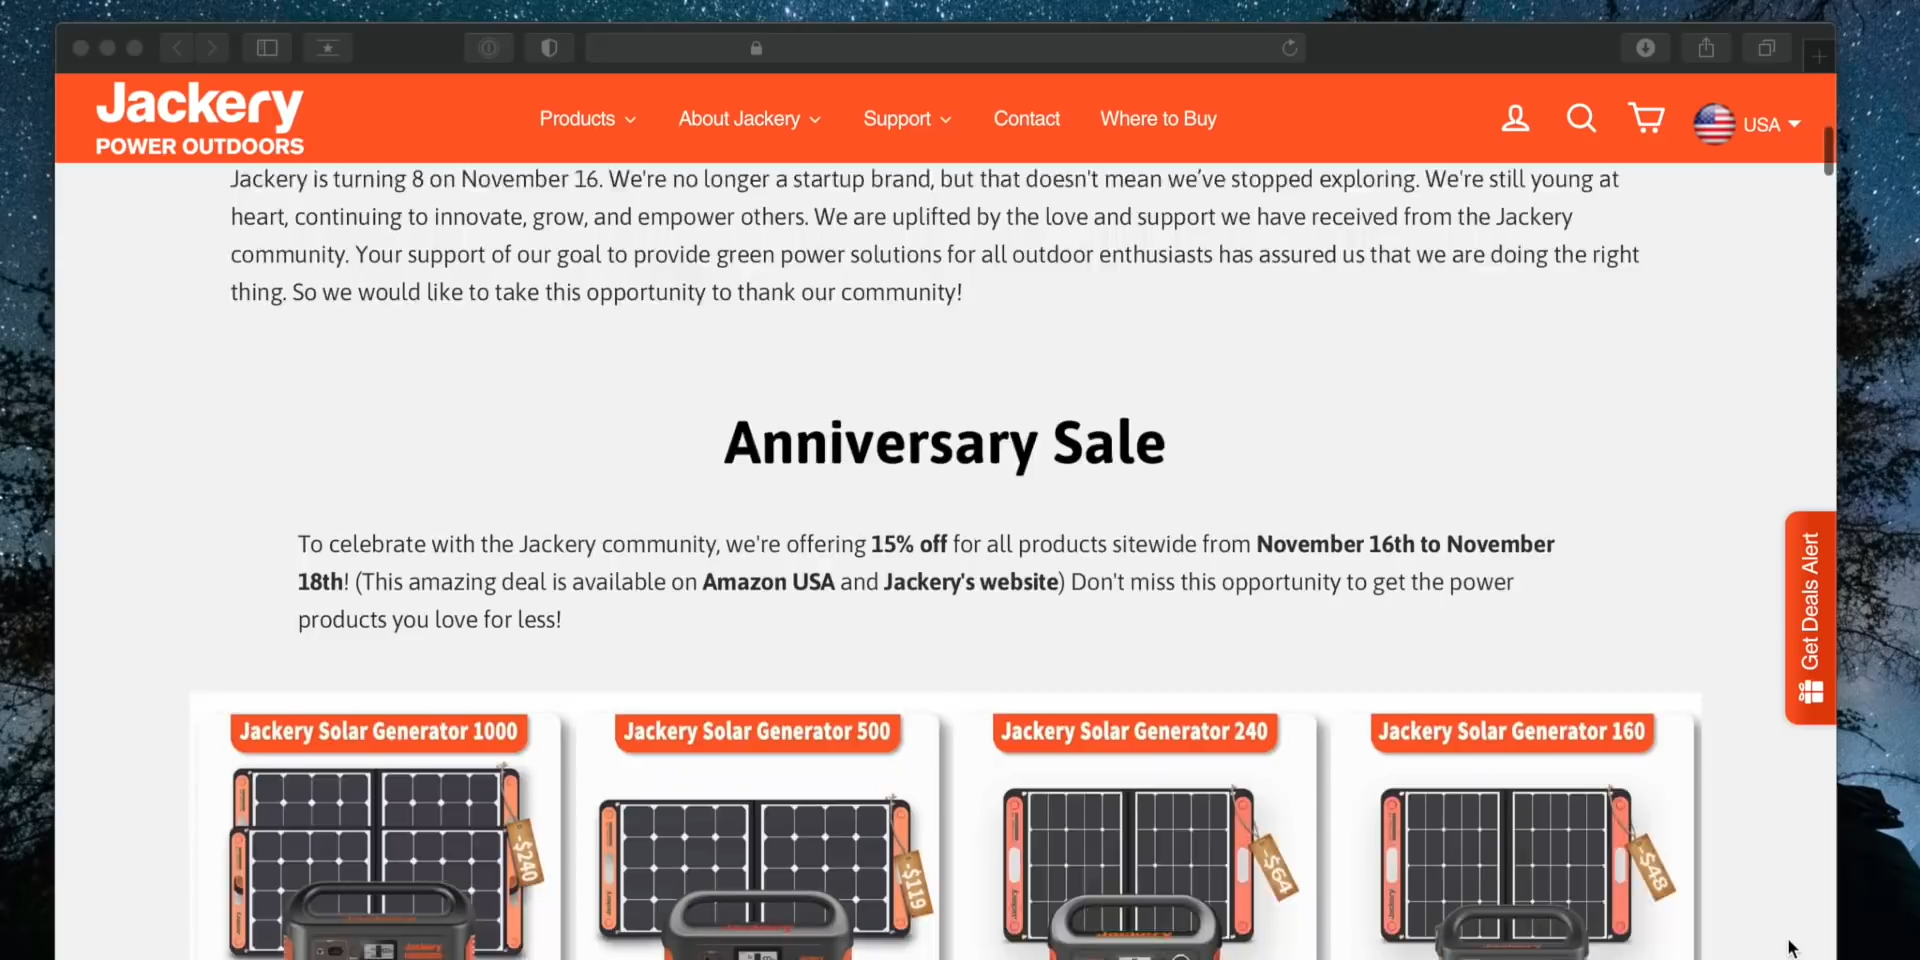 Jackery
POWER OUTDOORS
Products
About Jackery
Support
Contact
Where to Buy
USA
Jackery is turning 8 on November 16. We're no longer a startup brand, but that doesn't mean we’ve stopped exploring. We're still young at
heart, continuing to innovate, grow, and empower others. We are uplifted by the love and support we have received from the Jackery
community. Your support of our goal to provide green power solutions for all outdoor enthusiasts has assured us that we are doing the right
thing. So we would like to take this opportunity to thank our community!
Anniversary Sale
To celebrate with the Jackery community, we're offering 15% off for all products sitewide from November 16th to November
18th! (This amazing deal is available on Amazon USA and Jackery's website) Don't miss this opportunity to get the power
products you love for less!
Get Deals Alert
Jackery Solar Generator 1000
Jackery Solar Generator 500
Jackery Solar Generator 240
Jackery Solar Generator 160
-$240
-$119
-$64
-$48
Jackery